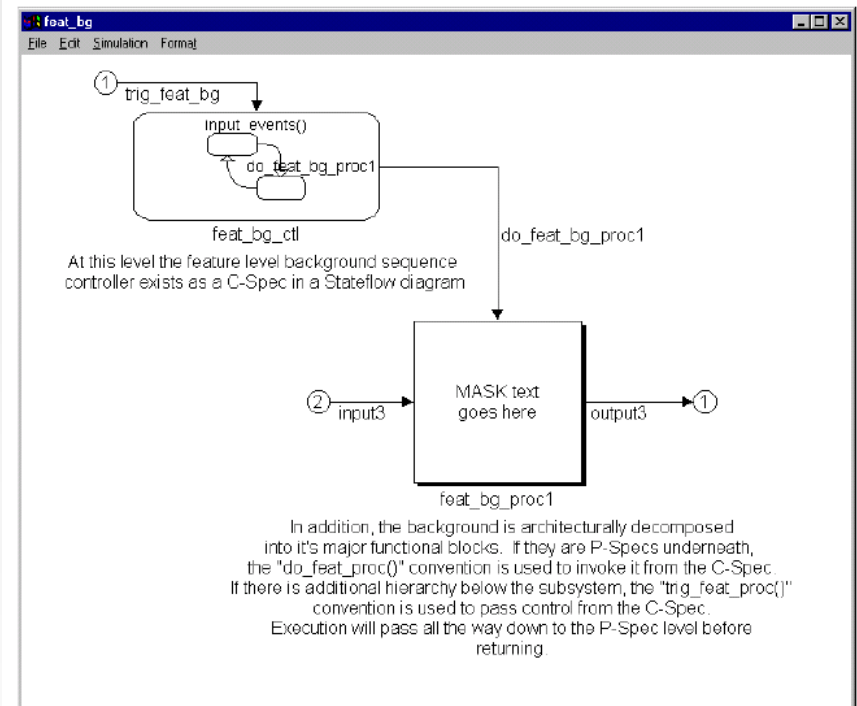 feat_bg
File Edit Simulation Format
1
trig_feat_bg
input_events()
do_feat_bg_proc1
feat_bg_ctl
do_feat_bg_proc1
At this level the feature level background sequence
controller exists as a C-Spec in a Stateflow diagram
MASK text
goes here
2
input3
output3
1
feat_bg_proc1
In addition, the background is architecturally decomposed
into it's major functional blocks. If they are P-Specs underneath,
the "do_feat_proc()" convention is used to invoke it from the C-Spec.
If there is additional hierarchy below the subsystem, the "trig_feat_proc()"
convention is used to pass control from the C-Spec.
Execution will pass all the way down to the P-Spec level before
returning.